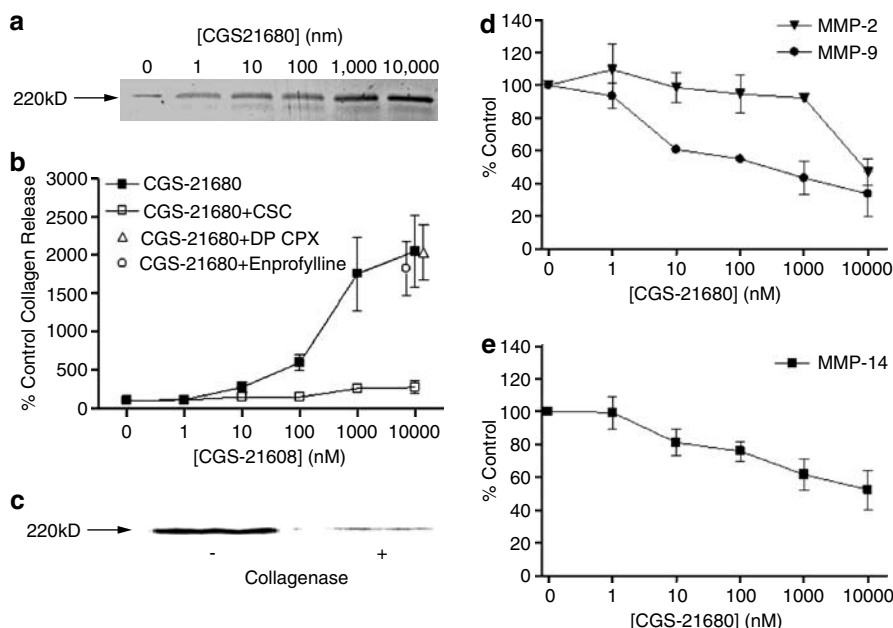 a
[CGS21680] (nm)
0 1 10 100 1,000 10,000
220kD
b
3000
2500
2000
1500
1000
500
0
% Control Collagen Release
CGS-21680
CGS-21680+CSC
CGS-21680+DP CPX
CGS-21680+Enprofylline
0 1 10 100 1000 10000
[CGS-21608] (nM)
c
220kD
- +
Collagenase
d
140
120
100
80
60
40
20
0
% Control
MMP-2
MMP-9
0 1 10 100 1000 10000
[CGS-21680] (nM)
e
140
120
100
80
60
40
20
0
% Control
MMP-14
0 1 10 100 1000 10000
[CGS-21680] (nM)